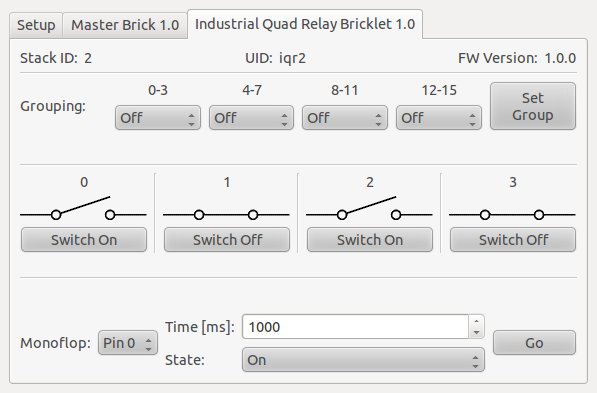 Setup Master Brick 1.0 Industrial Quad Relay Bricklet 1.0
Stack ID: 2 UID: iqr2 FW Version: 1.0.0
0-3 4-7 8-11 12-15
Grouping: Off Off Off Off Set Group
0 1 2 3
Switch On Switch Off Switch On Switch Off
Time [ms]: 1000
Monoflop: Pin 0 Go
State: On